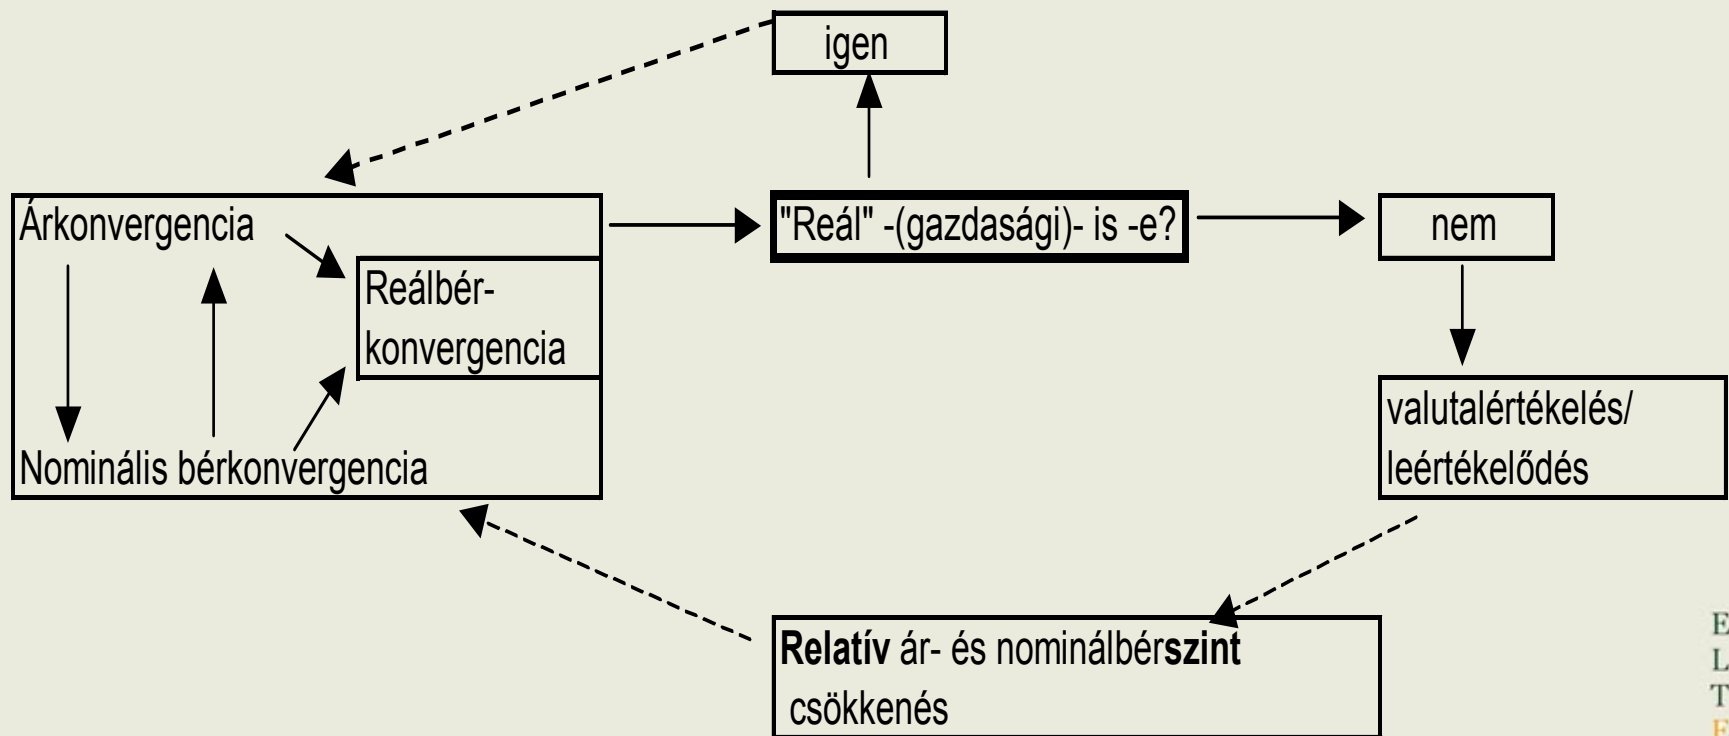 igen
Árkonvergencia
"Reál" -(gazdasági)- is -e?
nem
Reálbér-
konvergencia
Nominális bérkonvergencia
valutalértékelés/
leértékelődés
Relatív ár- és nominálbérszint
csökkenés
E
L
T
E